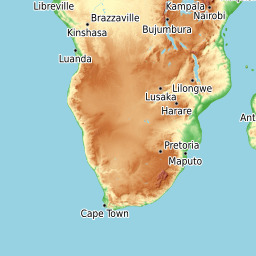 Libreville
Kampala
Nairobi
Brazzaville
Bujumbura
Kinshasa
Luanda
Lilongwe
Lusaka
Harare
Ant
Pretoria
Maputo
Cape Town